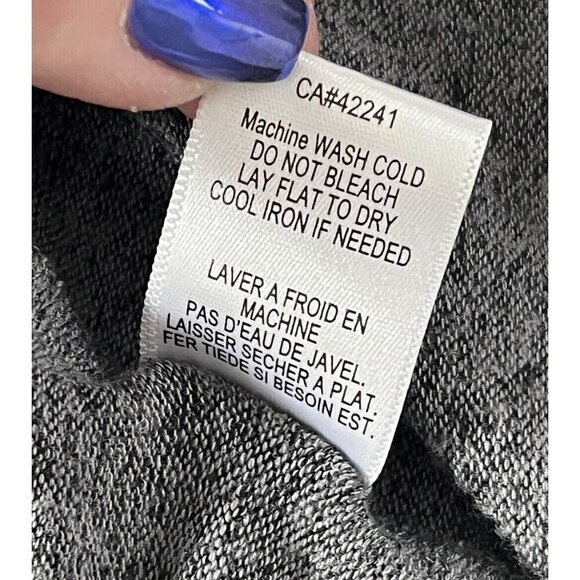 CA#42241
Machine WASH COLD
DO NOT BLEACH
LAY FLAT TO DRY
COOL IRON IF NEEDED
LAVER A FROID EN
MACHINE
PAS D'EAU DE JAVEL.
LAISSER SECHER A PLAT.
FER TIEDE SI BESOIN EST.